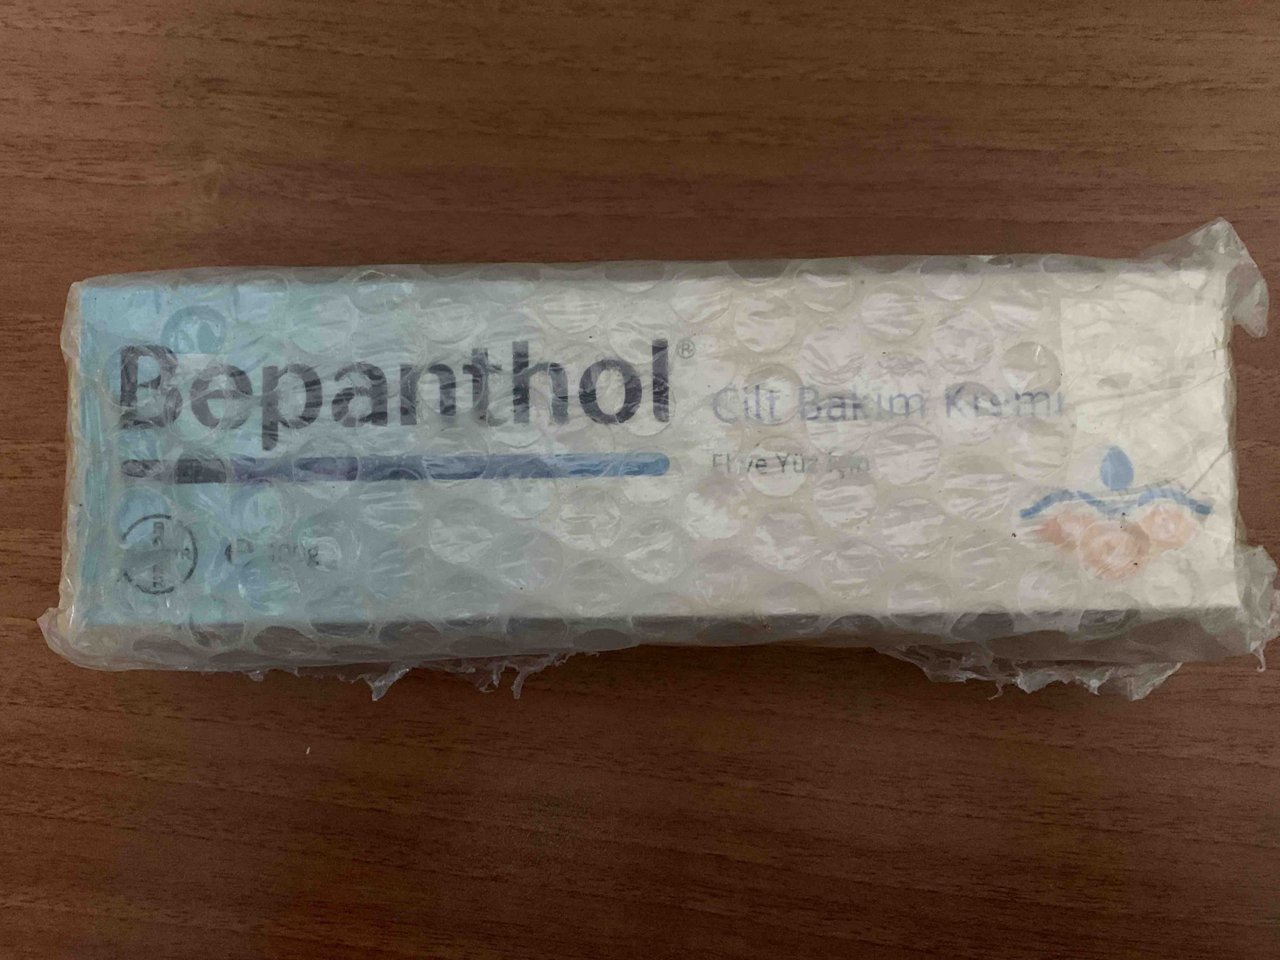 Bepanthol®
Cilt Bakım Kremi
El ve Yüz İçin
℮ 100g